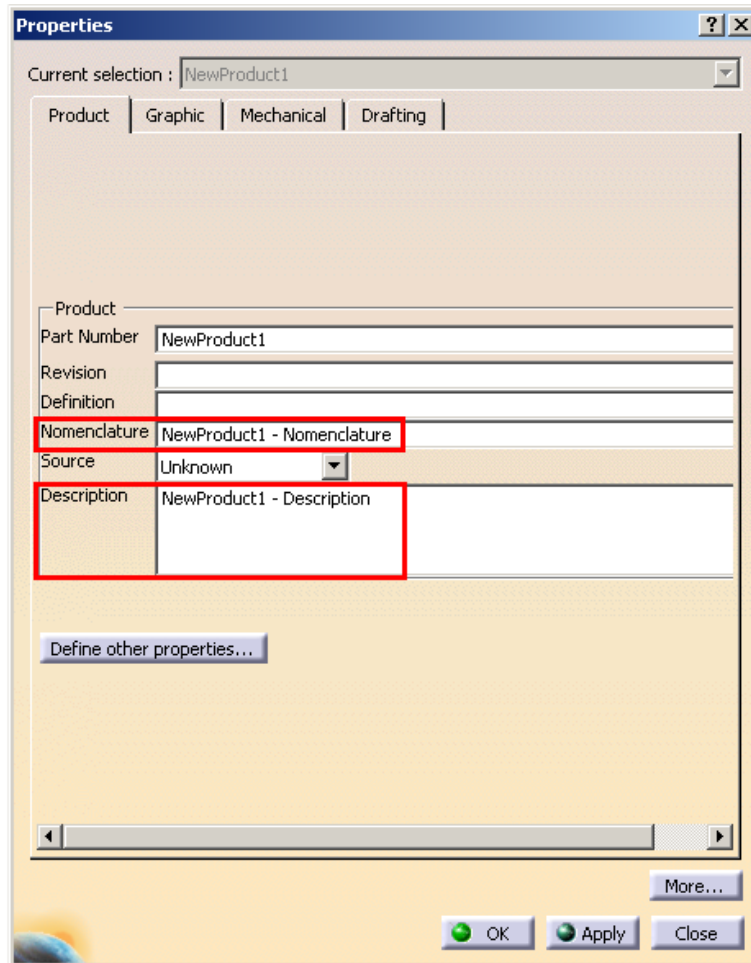 Properties
Current selection : NewProduct1
Product Graphic Mechanical Drafting
Product
Part Number NewProduct1
Revision
Definition
Nomenclature NewProduct1 - Nomenclature
Source Unknown
Description NewProduct1 - Description
Define other properties...
More...
OK Apply Close